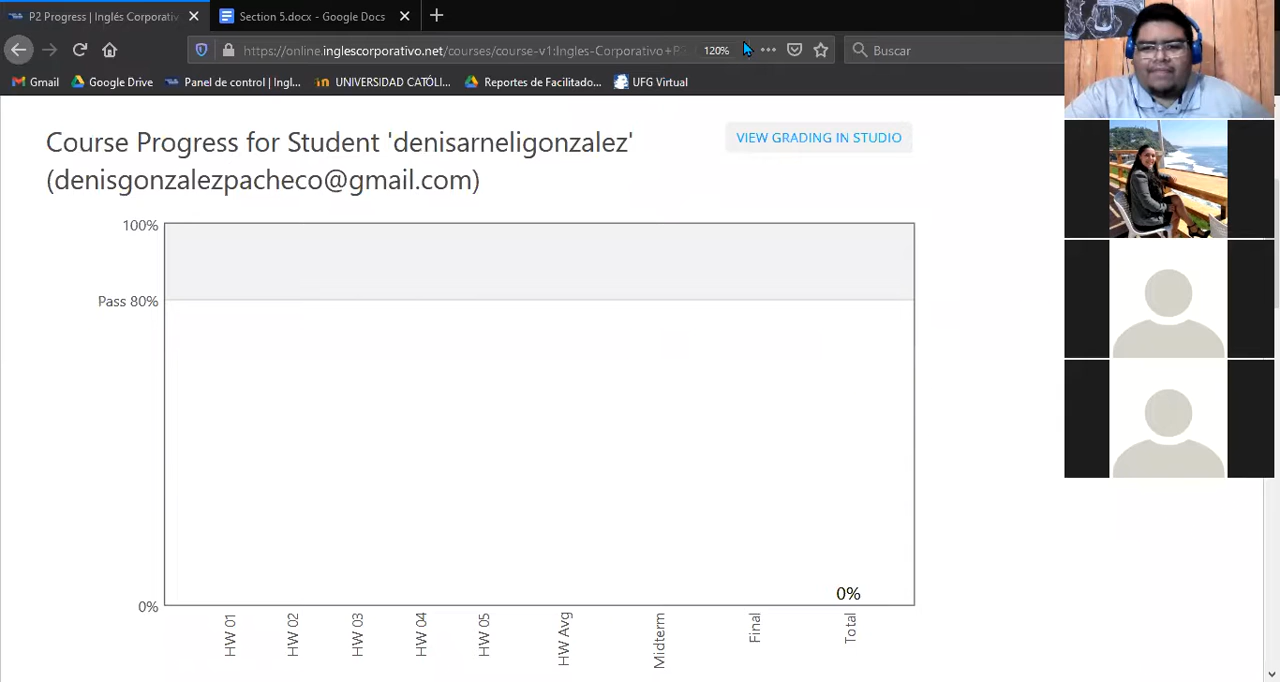 P2 Progress | Inglés Corporativ
Section 5.docx - Google Docs
https://online.inglescorporativo.net/courses/course-v1:Ingles-Corporativo+P
120%
Buscar
Gmail
Google Drive
Panel de control | Ingl...
UNIVERSIDAD CATÓLI...
Reportes de Facilitado...
UFG Virtual
Course Progress for Student 'denisarneligonzalez'
(denisgonzalezpacheco@gmail.com)
VIEW GRADING IN STUDIO
100%
Pass 80%
0%
0%
HW 01
HW 02
HW 03
HW 04
HW 05
HW Avg
Midterm
Final
Total